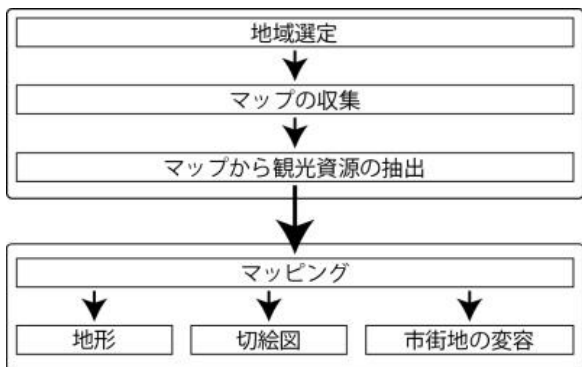 地域選定
マップの収集
マップから観光資源の抽出
マッピング
地形
切絵図
市街地の変容